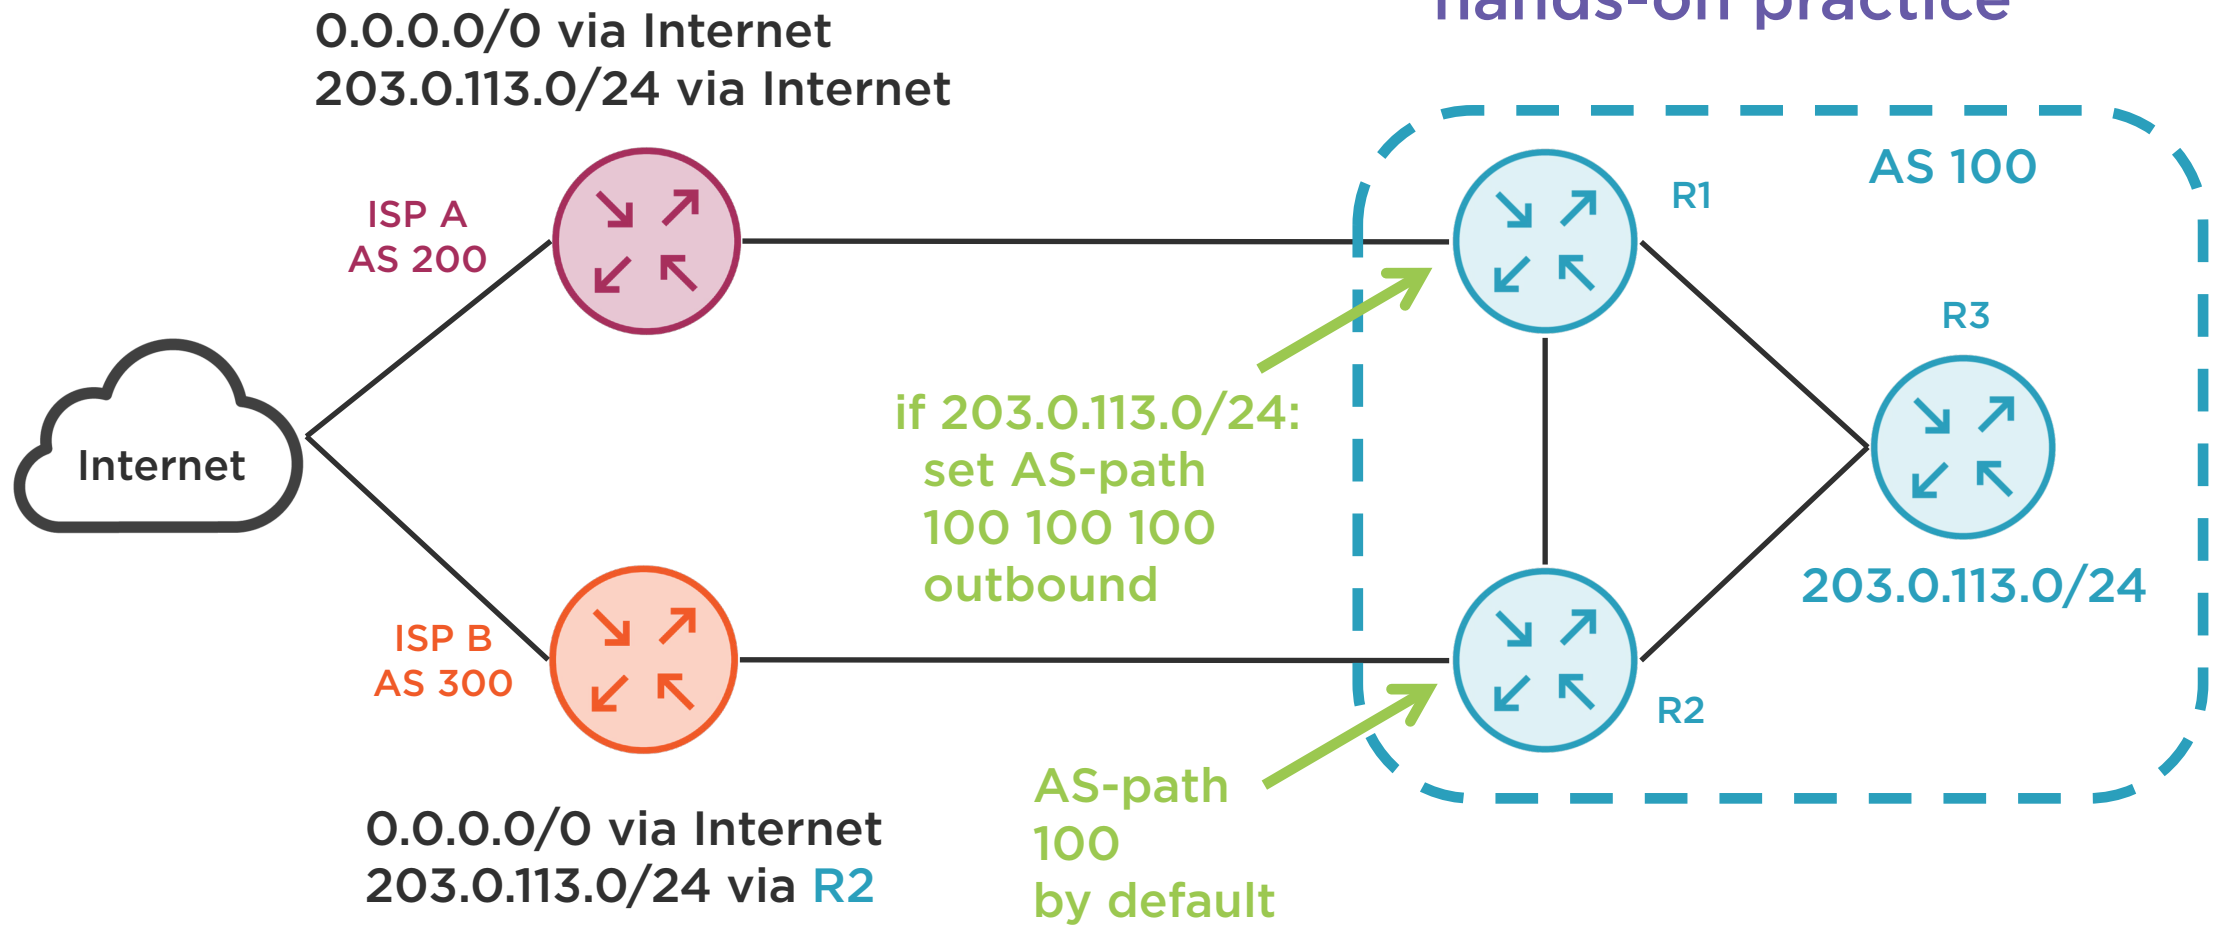 hands-on practice
0.0.0.0/0 via Internet
203.0.113.0/24 via Internet
AS 100
R1
ISP A
AS 200
R3
if 203.0.113.0/24:
set AS-path
100 100 100
outbound
Internet
203.0.113.0/24
ISP B
AS 300
R2
AS-path
100
by default
0.0.0.0/0 via Internet
203.0.113.0/24 via R2